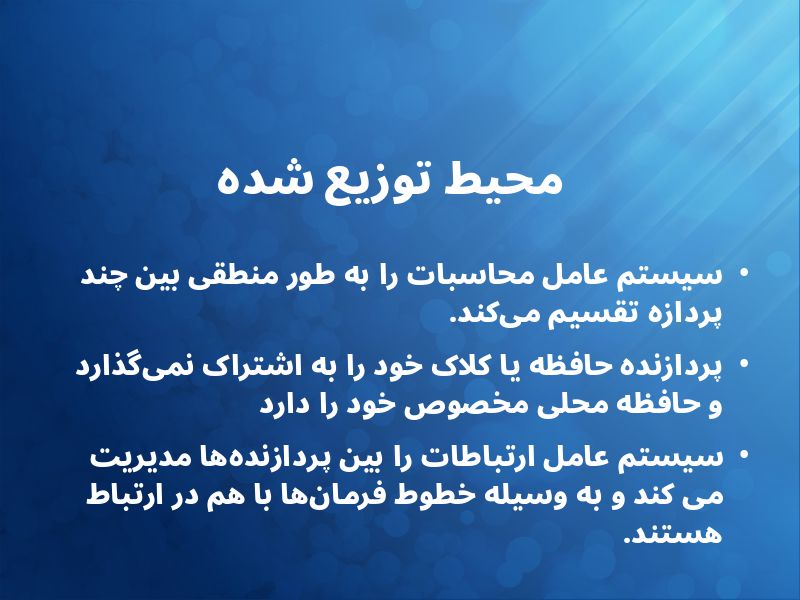 محیط توزیع شده
• سیستم عامل محاسبات را به طور منطقی بین چند
پردازه تقسیم می‌کند.
• پردازنده حافظه یا کلاک خود را به اشتراک نمی‌گذارد
و حافظه محلی مخصوص خود را دارد
• سیستم عامل ارتباطات را بین پردازنده‌ها مدیریت
می کند و به وسیله خطوط فرمان‌ها با هم در ارتباط
هستند.